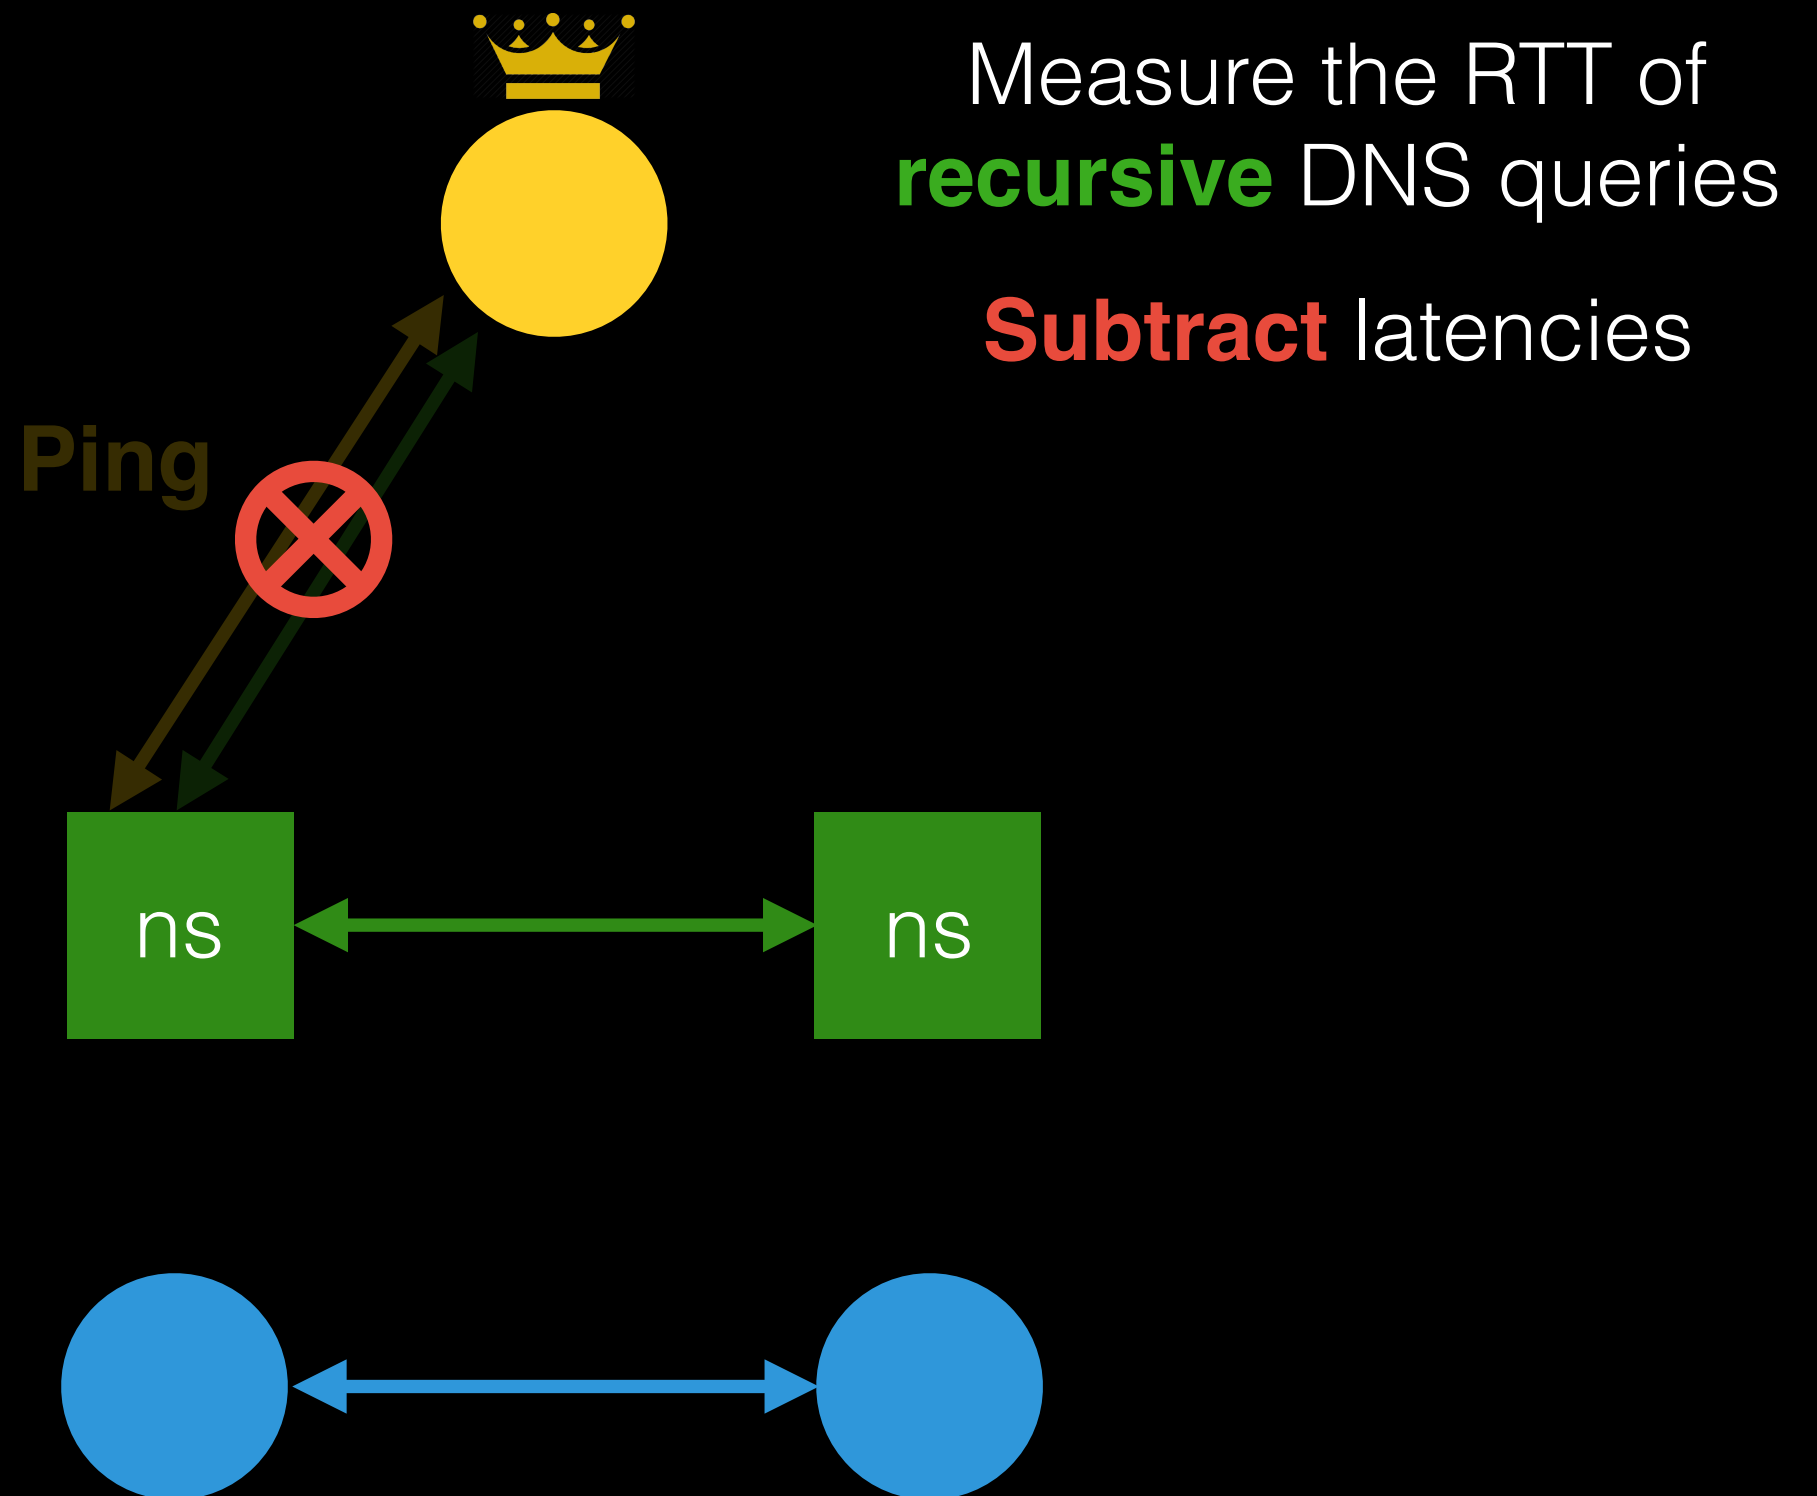 Measure the RTT of
recursive DNS queries
Subtract latencies
Ping
ns
ns